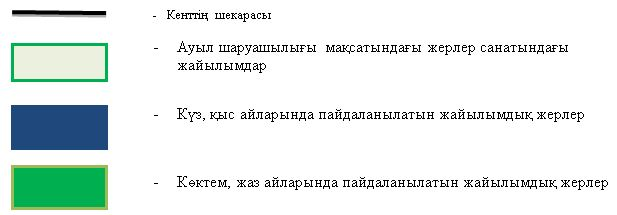 - Кенттің шекарасы
- Ауыл шаруашылығы мақсатындағы жерлер санатындағы
жайылымдар
- Күз, қыс айларында пайдаланылатын жайылымдық жерлер
- Көктем, жаз айларында пайдаланылатын жайылымдық жерлер